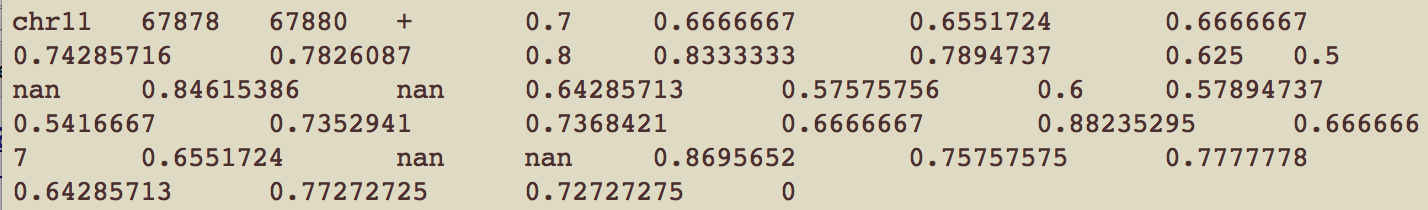 chr11 67878 67880 + 0.7 0.6666667 0.6551724 0.6666667
0.74285716 0.7826087 0.8 0.8333333 0.7894737 0.625 0.5
nan 0.84615386 nan 0.64285713 0.57575756 0.6 0.57894737
0.5416667 0.7352941 0.7368421 0.6666667 0.88235295 0.666666
7 0.6551724 nan nan 0.8695652 0.75757575 0.7777778
0.64285713 0.77272725 0.72727275 0